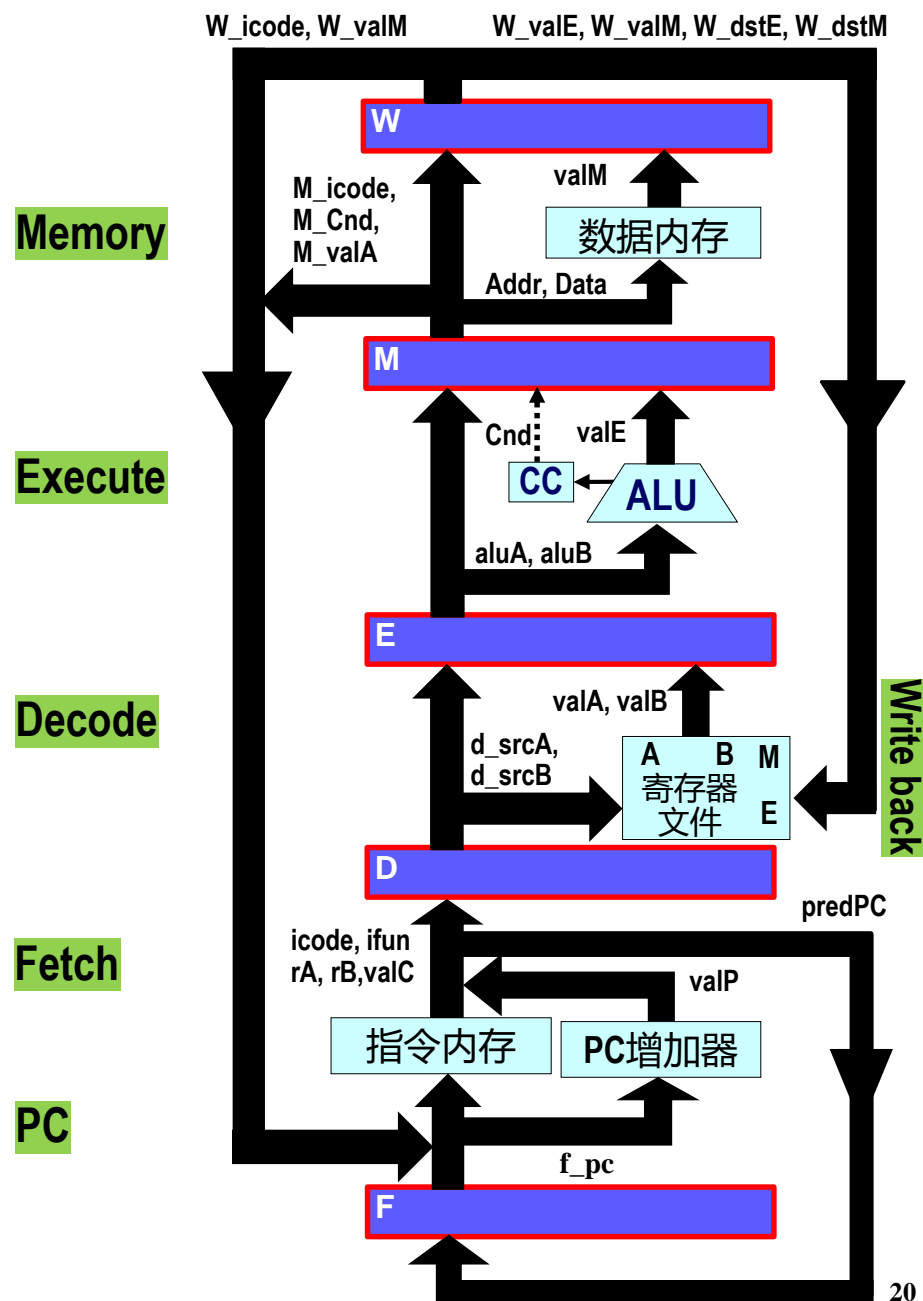 W_icode, W_valM
W_valE, W_valM, W_dstE, W_dstM
W
M_icode,
M_Cnd,
M_valA
valM
Memory
数据内存
Addr, Data
M
Cnd
valE
Execute
CC
ALU
aluA, aluB
E
Decode
valA, valB
d_srcA,
d_srcB
A B M
寄存器
文件
E
Write back
D
predPC
Fetch
icode, ifun
rA, rB,valC
valP
指令内存
PC增加器
PC
f_pc
F
20